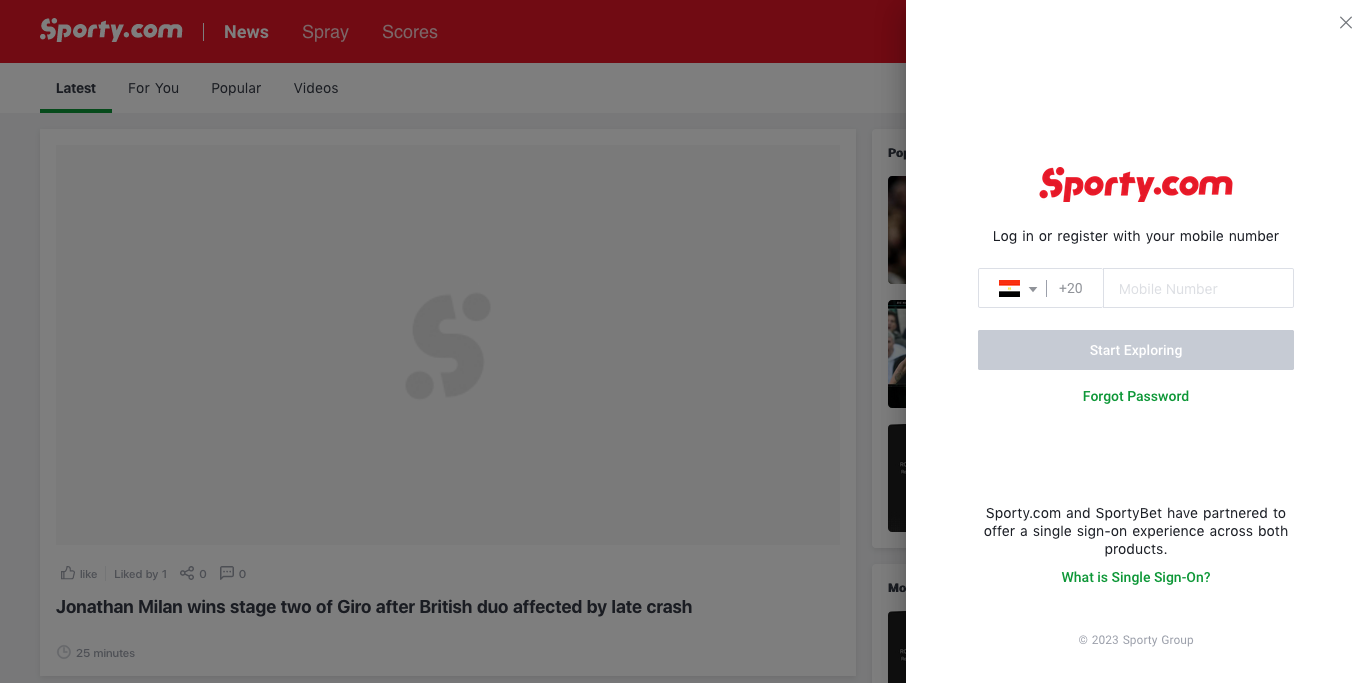 Sporty.com
News
Spray
Scores
Latest
For You
Popular
Videos
like
Liked by 1
0
0
Jonathan Milan wins stage two of Giro after British duo affected by late crash
25 minutes
Sporty.com
Log in or register with your mobile number
+20
Mobile Number
Start Exploring
Forgot Password
Sporty.com and SportyBet have partnered to
offer a single sign-on experience across both
products.
What is Single Sign-On?
© 2023 Sporty Group